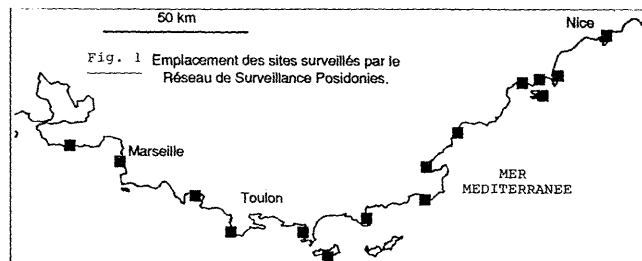 50 km
Nice
Fig. 1 Emplacement des sites surveillés par le
Réseau de Surveillance Posidonies.
Marseille
Toulon
MER
MEDITERRANEE